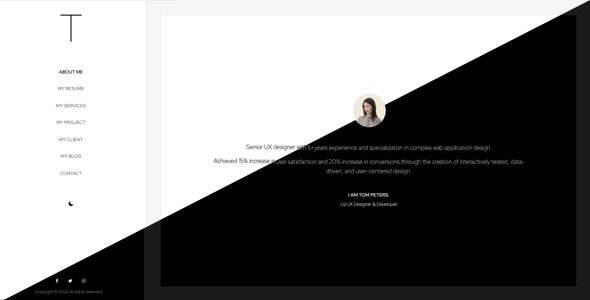 T
ABOUT ME
MY RESUME
MY SERVICES
MY PROJECT
MY CLIENT
MY BLOG
CONTACT
Copyright © 2022 All rights reserved.
Senior UX designer with 5+years experience and specialization in complex web application design.
Achieved 15% increase in user satisfaction and 20% increase in conversions through the creation of interactively tested, data-
driven, and user-centered design.
I AM TOM PETERS.
UI/UX Designer & Developer